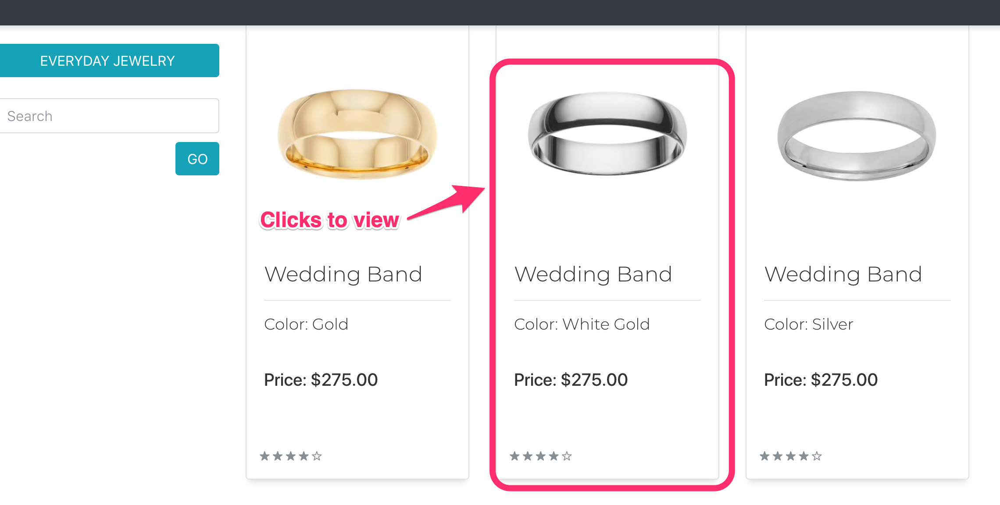 EVERYDAY JEWELRY
Search
GO
Clicks to view
Wedding Band
Color: Gold
Price: $275.00
Wedding Band
Color: White Gold
Price: $275.00
Wedding Band
Color: Silver
Price: $275.00